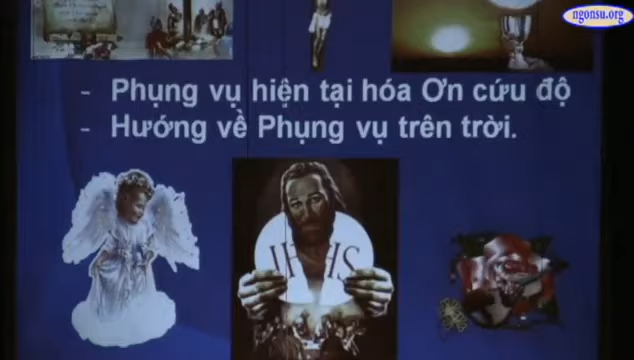 ngonsu.org
- Phụng vụ hiện tại hóa Ơn cứu độ
- Hướng về Phụng vụ trên trời.
IHS